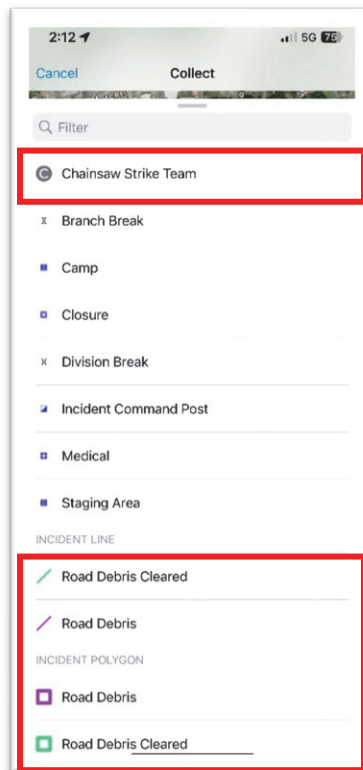 2:12
5G 75
Cancel
Collect
Filter
C
Chainsaw Strike Team
Branch Break
Camp
Closure
Division Break
Incident Command Post
Medical
Staging Area
INCIDENT LINE
Road Debris Cleared
Road Debris
INCIDENT POLYGON
Road Debris
Road Debris Cleared